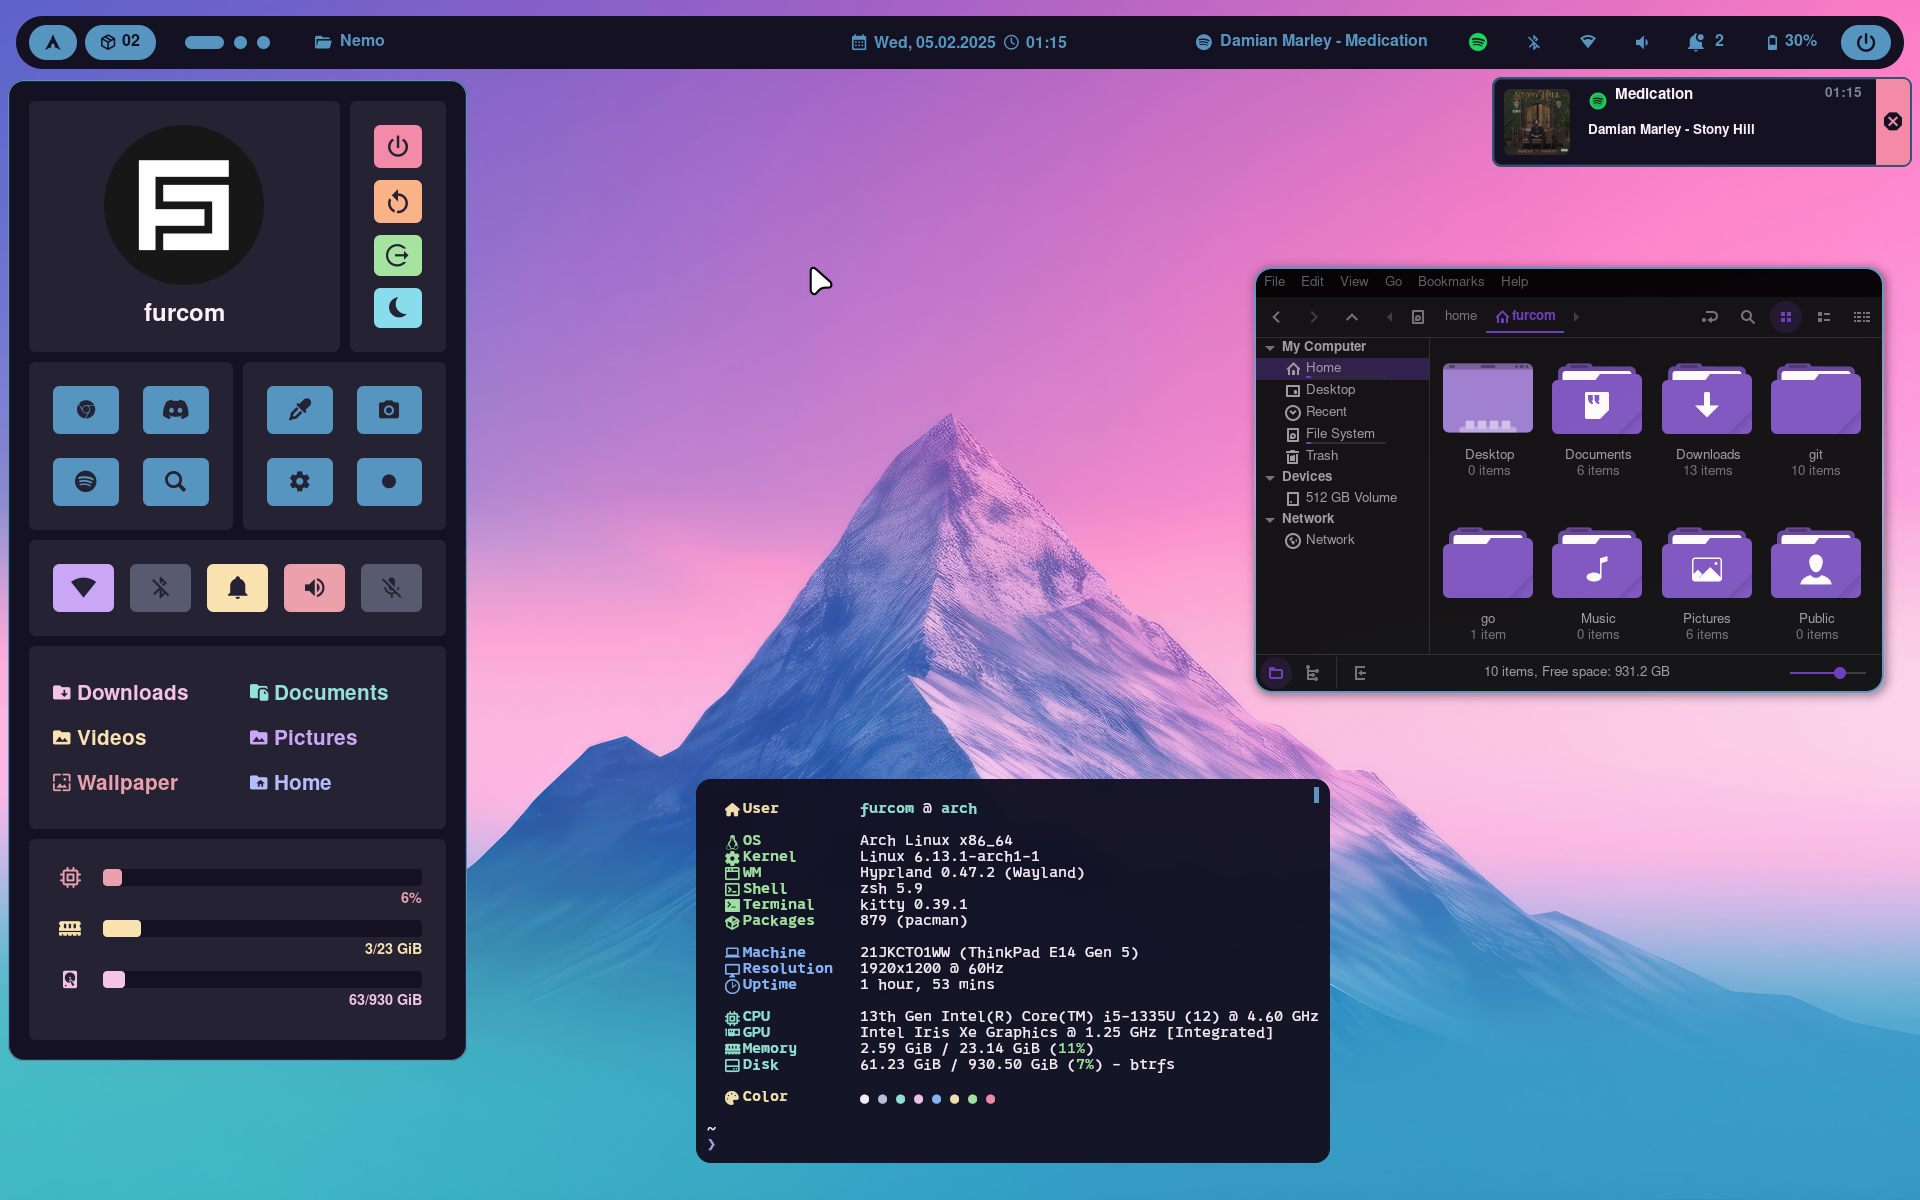 02
Nemo
Wed, 05.02.2025 01:15
Damian Marley - Medication
2
30%
Medication
01:15
Damian Marley - Stony Hill
furcom
Downloads
Documents
Videos
Pictures
Wallpaper
Home
6%
3/23 GiB
63/930 GiB
File Edit View Go Bookmarks Help
home furcom
My Computer
Home
Desktop
Recent
File System
Trash
Devices
512 GB Volume
Network
Network
Desktop
0 items
Documents
6 items
Downloads
13 items
git
10 items
go
1 item
Music
0 items
Pictures
6 items
Public
0 items
10 items, Free space: 931.2 GB
User furcom @ arch
OS Arch Linux x86_64
Kernel Linux 6.13.1-arch1-1
WM Hyprland 0.47.2 (Wayland)
Shell zsh 5.9
Terminal kitty 0.39.1
Packages 879 (pacman)
Machine 21JKCTO1WW (ThinkPad E14 Gen 5)
Resolution 1920x1200 @ 60Hz
Uptime 1 hour, 53 mins
CPU 13th Gen Intel(R) Core(TM) i5-1335U (12) @ 4.60 GHz
GPU Intel Iris Xe Graphics @ 1.25 GHz [Integrated]
Memory 2.59 GiB / 23.14 GiB (11%)
Disk 61.23 GiB / 930.50 GiB (7%) - btrfs
Color
~
❯